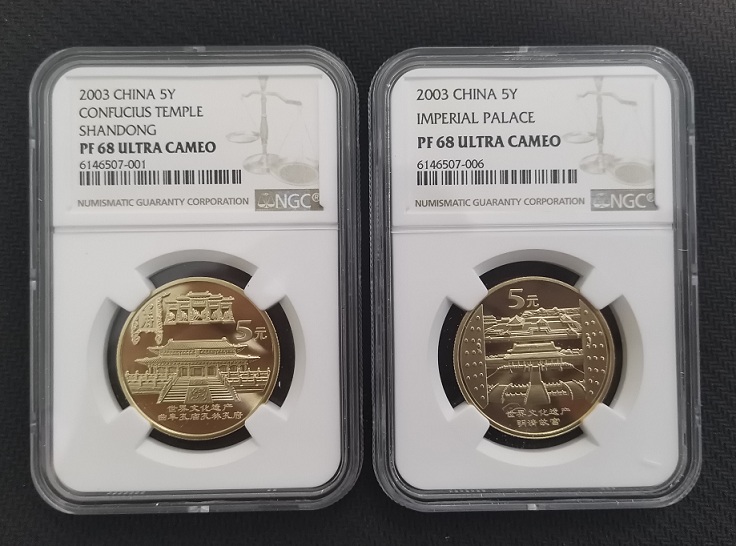 2003 CHINA 5Y
CONFUCIUS TEMPLE
SHANDONG
PF 68 ULTRA CAMEO
6146507-001
NUMISMATIC GUARANTY CORPORATION
NGC®
5元
世界文化遗产
曲阜孔庙孔林孔府
2003 CHINA 5Y
IMPERIAL PALACE
PF 68 ULTRA CAMEO
6146507-006
NUMISMATIC GUARANTY CORPORATION
NGC®
5元
世界文化遗产
明清故宫